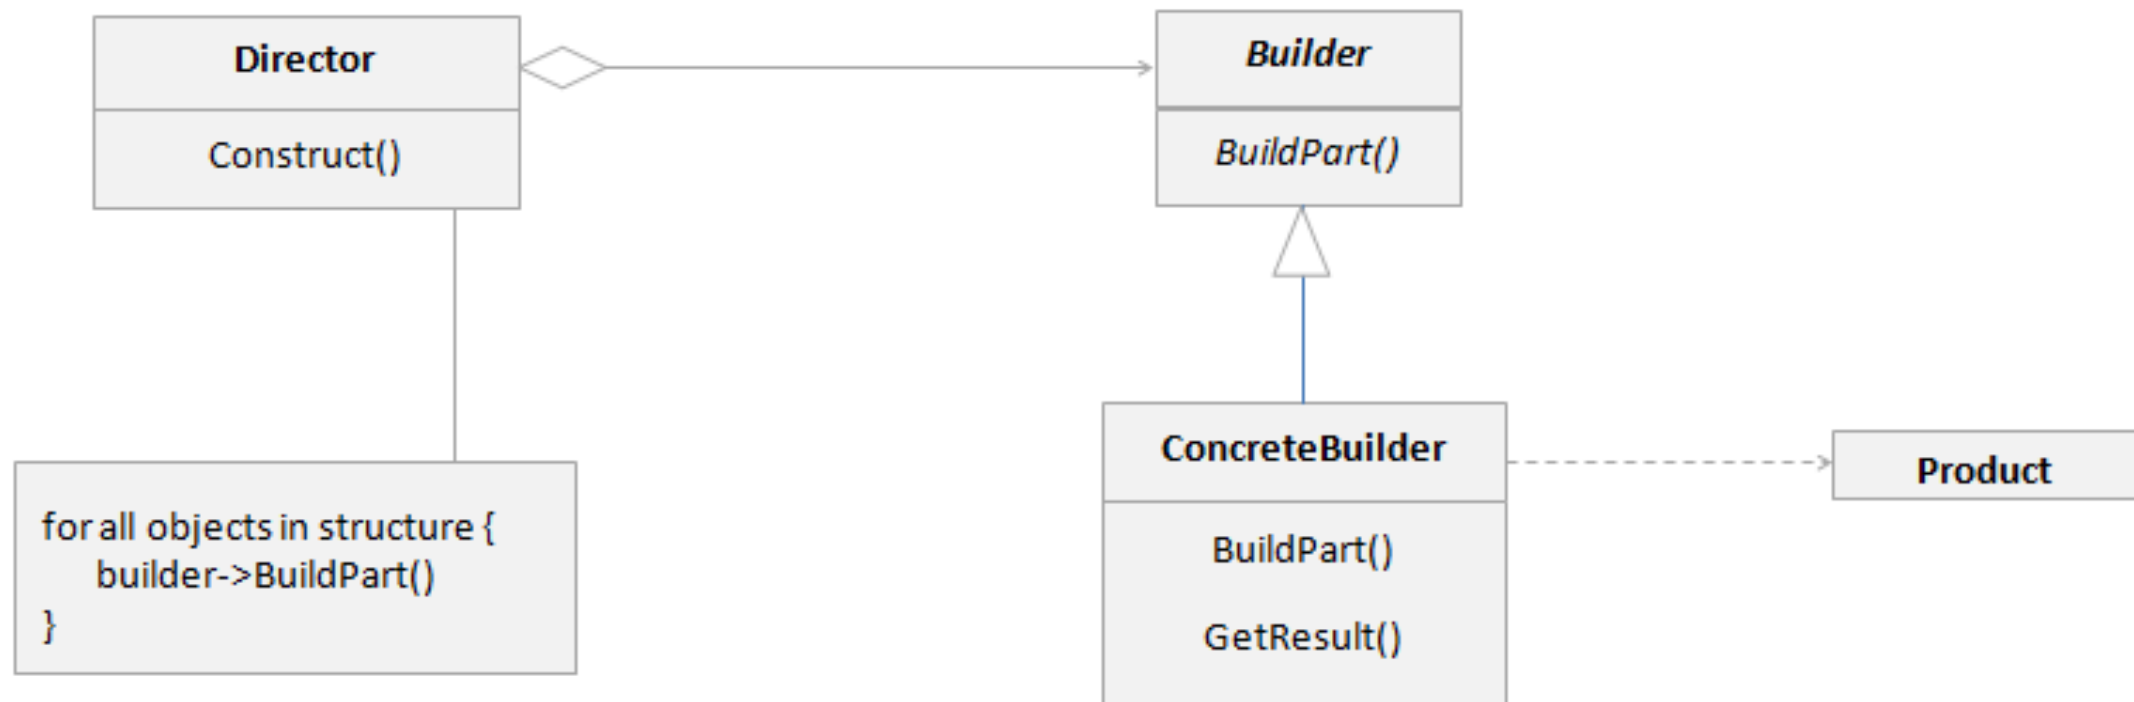 Director
Construct()
Builder
BuildPart()
for all objects in structure {
builder->BuildPart()
}
ConcreteBuilder
BuildPart()
GetResult()
Product